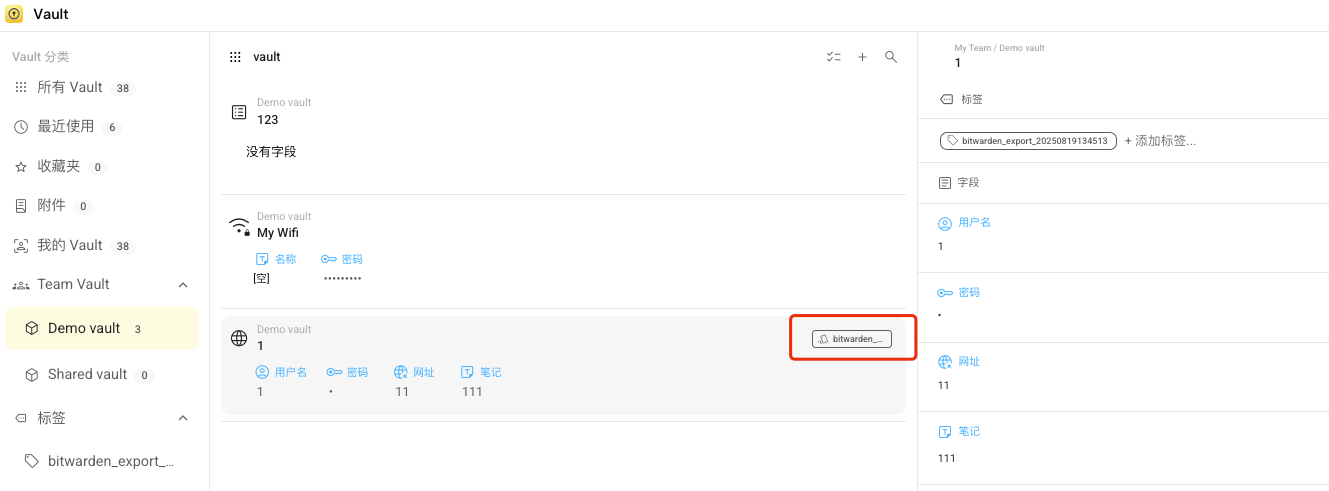 Vault
Vault 分类
所有 Vault 38
最近使用 6
收藏夹 0
附件 0
我的 Vault 38
Team Vault
Demo vault 3
Shared vault 0
标签
bitwarden_export_...
vault
Demo vault
123
没有字段
Demo vault
My Wifi
名称 密码
[空] •••••••••
Demo vault
1
bitwarden_...
用户名 密码 网址 笔记
1 • 11 111
My Team / Demo vault
1
标签
bitwarden_export_20250819134513 + 添加标签...
字段
用户名
1
密码
•
网址
11
笔记
111